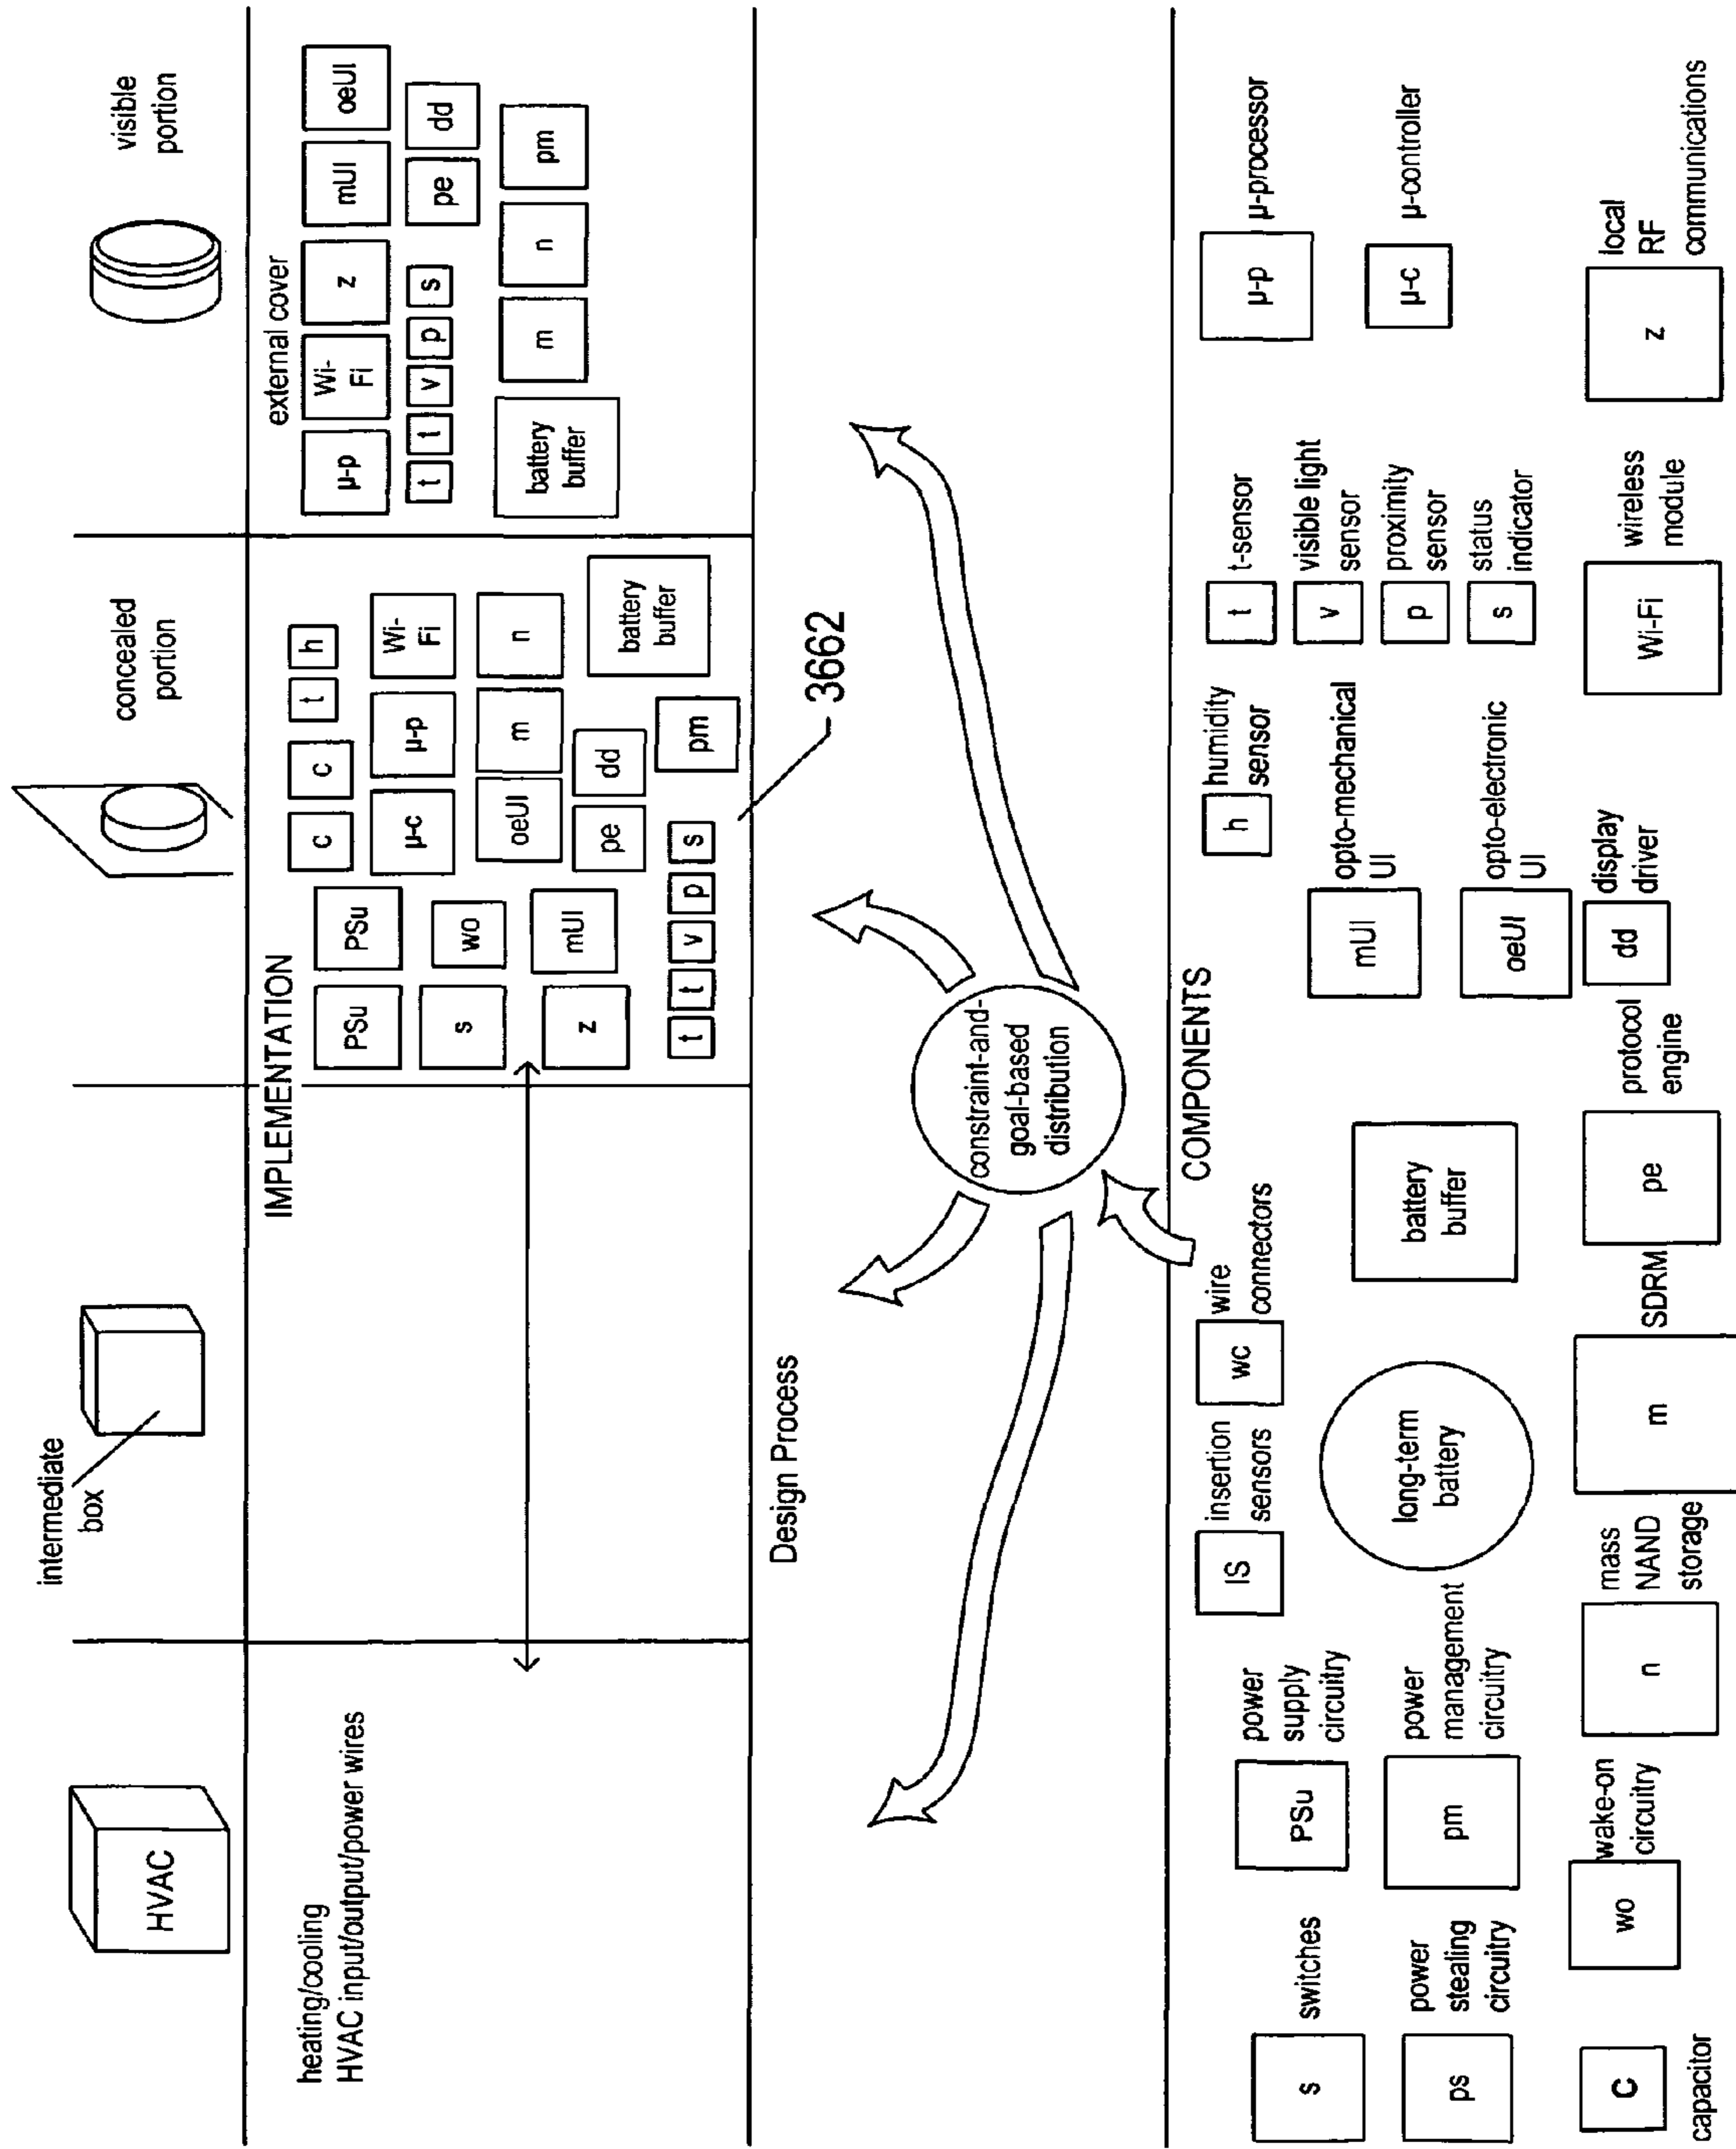 intermediate
box
concealed
portion
visible
portion
HVAC
heating/cooling
HVAC input/output/power wires
IMPLEMENTATION
PSu
PSu
c
c
t
h
s
wo
μ-c
μ-p
Wi-
Fi
z
mUI
oeUI
m
n
pe
dd
battery
buffer
t
t
v
p
s
pm
3662
external cover
μ-p
Wi-
Fi
z
mUI
oeUI
t
t
v
p
s
pe
dd
battery
buffer
m
n
pm
Design Process
constraint-and-
goal-based
distribution
COMPONENTS
s
switches
PSu
power
supply
circuitry
IS
insertion
sensors
wc
wire
connectors
h
humidity
sensor
t
t-sensor
μ-p
μ-processor
v
visible light
sensor
ps
power
stealing
circuitry
pm
power
management
circuitry
long-term
battery
battery
buffer
mUI
opto-mechanical
UI
p
proximity
sensor
μ-c
μ-controller
oeUI
opto-electronic
UI
s
status
indicator
C
capacitor
wo
wake-on
circuitry
n
mass
NAND
storage
m
SDRM
pe
protocol
engine
dd
display
driver
Wi-Fi
wireless
module
z
local
RF
communications